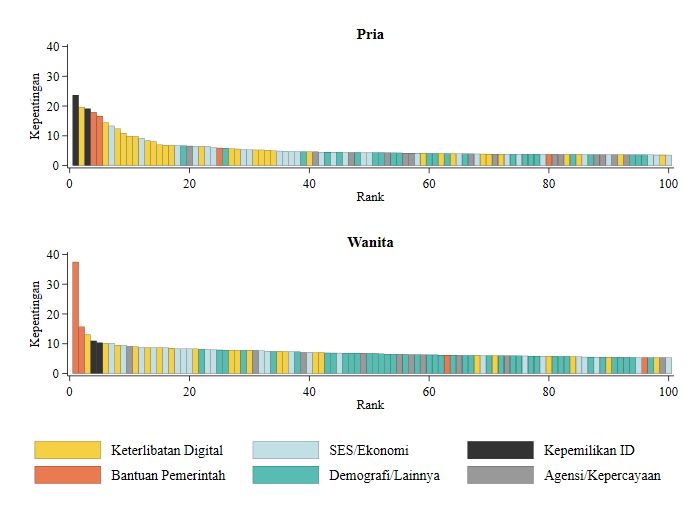 Pria
Kepentingan
40
30
20
10
0
0 20 40 60 80 100
Rank
Wanita
Kepentingan
40
30
20
10
0
0 20 40 60 80 100
Rank
Keterlibatan Digital SES/Ekonomi Kepemilikan ID
Bantuan Pemerintah Demografi/Lainnya Agensi/Kepercayaan